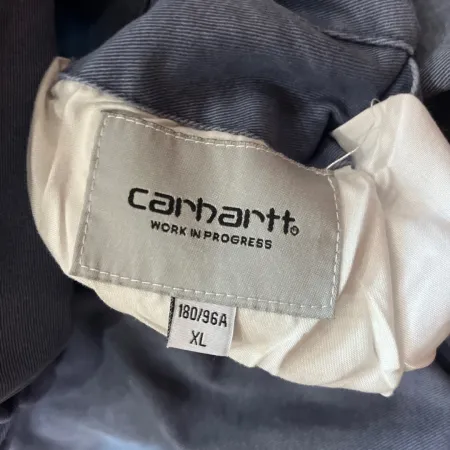 carhartt
WORK IN PROGRESS
180/96A
XL